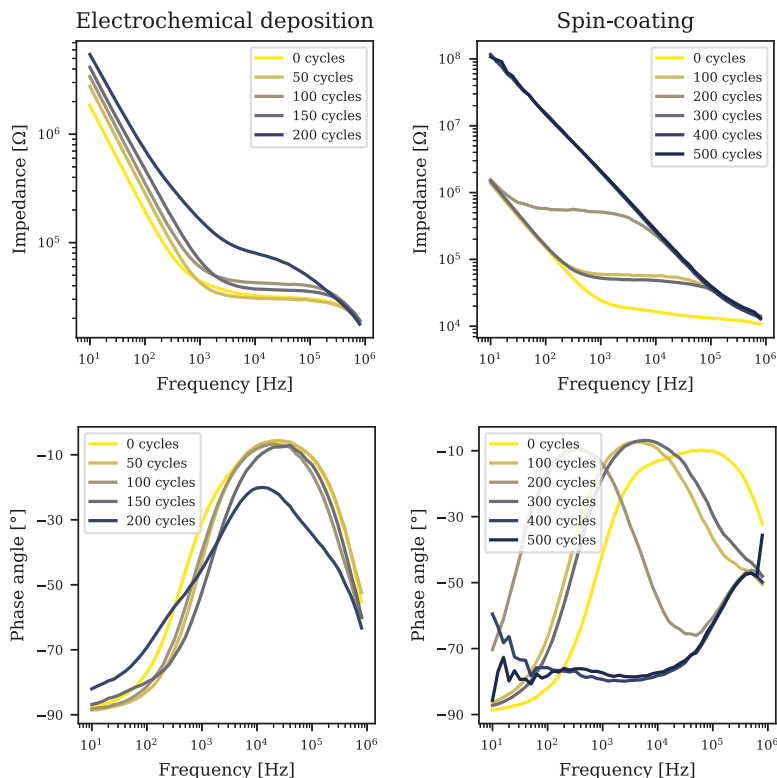 Electrochemical deposition
Spin-coating
Impedance [Ω]
10⁶
10⁵
0 cycles
50 cycles
100 cycles
150 cycles
200 cycles
10¹ 10² 10³ 10⁴ 10⁵ 10⁶
Frequency [Hz]
Impedance [Ω]
10⁸
10⁷
10⁶
10⁵
10⁴
0 cycles
100 cycles
200 cycles
300 cycles
400 cycles
500 cycles
10¹ 10² 10³ 10⁴ 10⁵ 10⁶
Frequency [Hz]
Phase angle [°]
−10
−30
−50
−70
−90
0 cycles
50 cycles
100 cycles
150 cycles
200 cycles
10¹ 10² 10³ 10⁴ 10⁵ 10⁶
Frequency [Hz]
Phase angle [°]
−10
−30
−50
−70
−90
0 cycles
100 cycles
200 cycles
300 cycles
400 cycles
500 cycles
10¹ 10² 10³ 10⁴ 10⁵ 10⁶
Frequency [Hz]